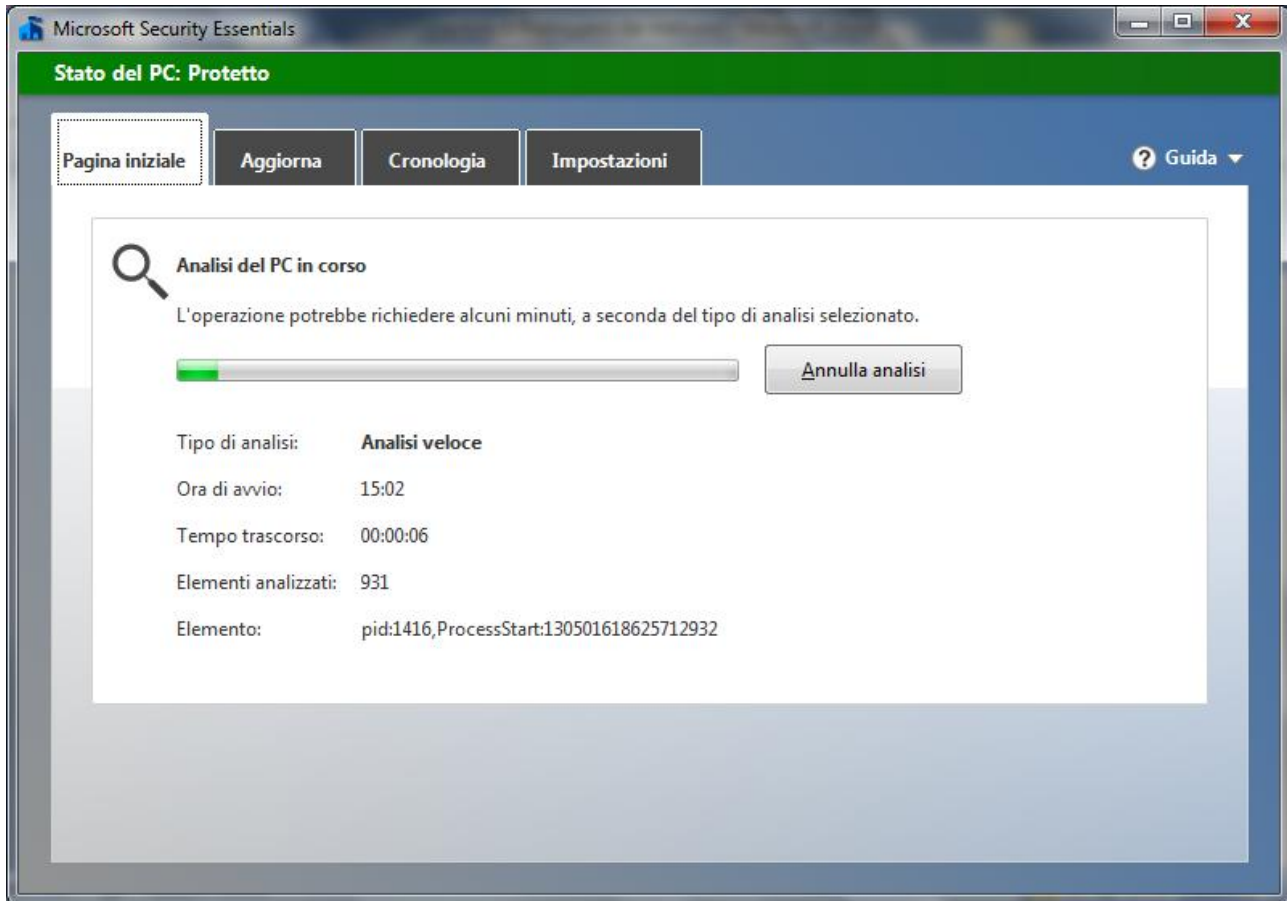 Microsoft Security Essentials
Stato del PC: Protetto
Pagina iniziale Aggiorna Cronologia Impostazioni Guida
Analisi del PC in corso
L'operazione potrebbe richiedere alcuni minuti, a seconda del tipo di analisi selezionato.
Annulla analisi
Tipo di analisi: Analisi veloce
Ora di avvio: 15:02
Tempo trascorso: 00:00:06
Elementi analizzati: 931
Elemento: pid:1416,ProcessStart:130501618625712932